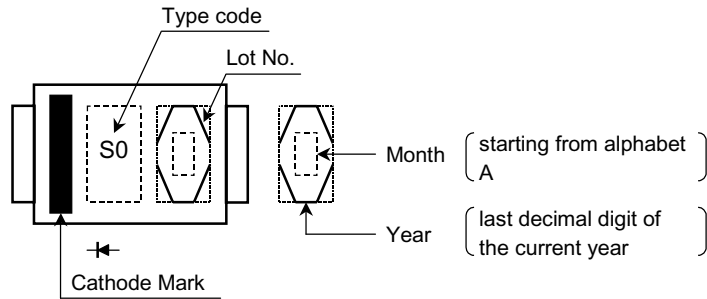 Type code
Lot No.
S0
Month
starting from alphabet
A
Year
last decimal digit of
the current year
Cathode Mark